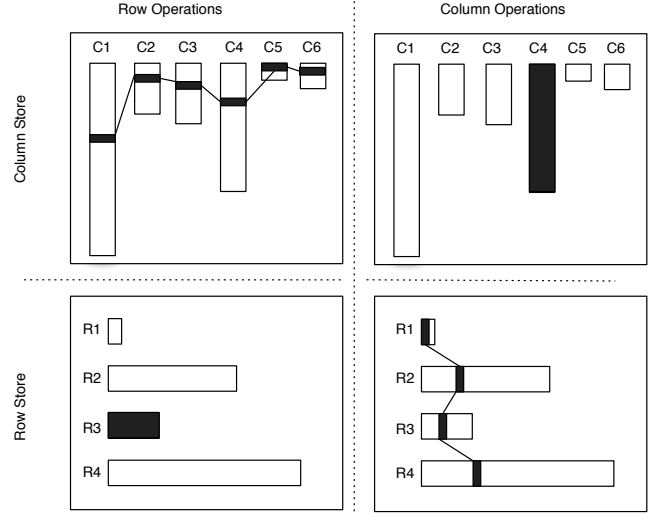 Row Operations
Column Operations
Column Store
C1 C2 C3 C4 C5 C6
C1 C2 C3 C4 C5 C6
Row Store
R1
R2
R3
R4
R1
R2
R3
R4